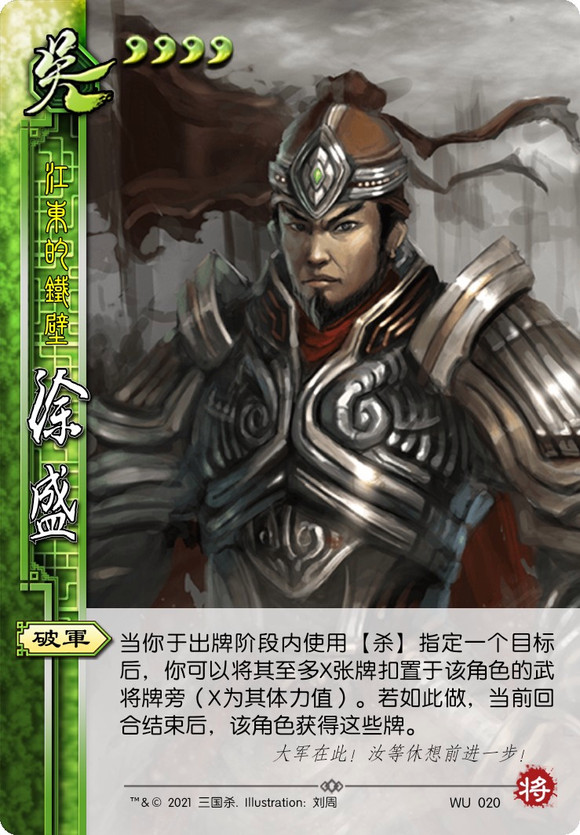 吴
江東的鐵壁
徐盛
破軍
当你于出牌阶段内使用【杀】指定一个目标
后，你可以将其至多X张牌扣置于该角色的武
将牌旁（X为其体力值）。若如此做，当前回
合结束后，该角色获得这些牌。
大军在此！汝等休想前进一步！
™&© 2021 三国杀. Illustration: 刘周
WU 020
将